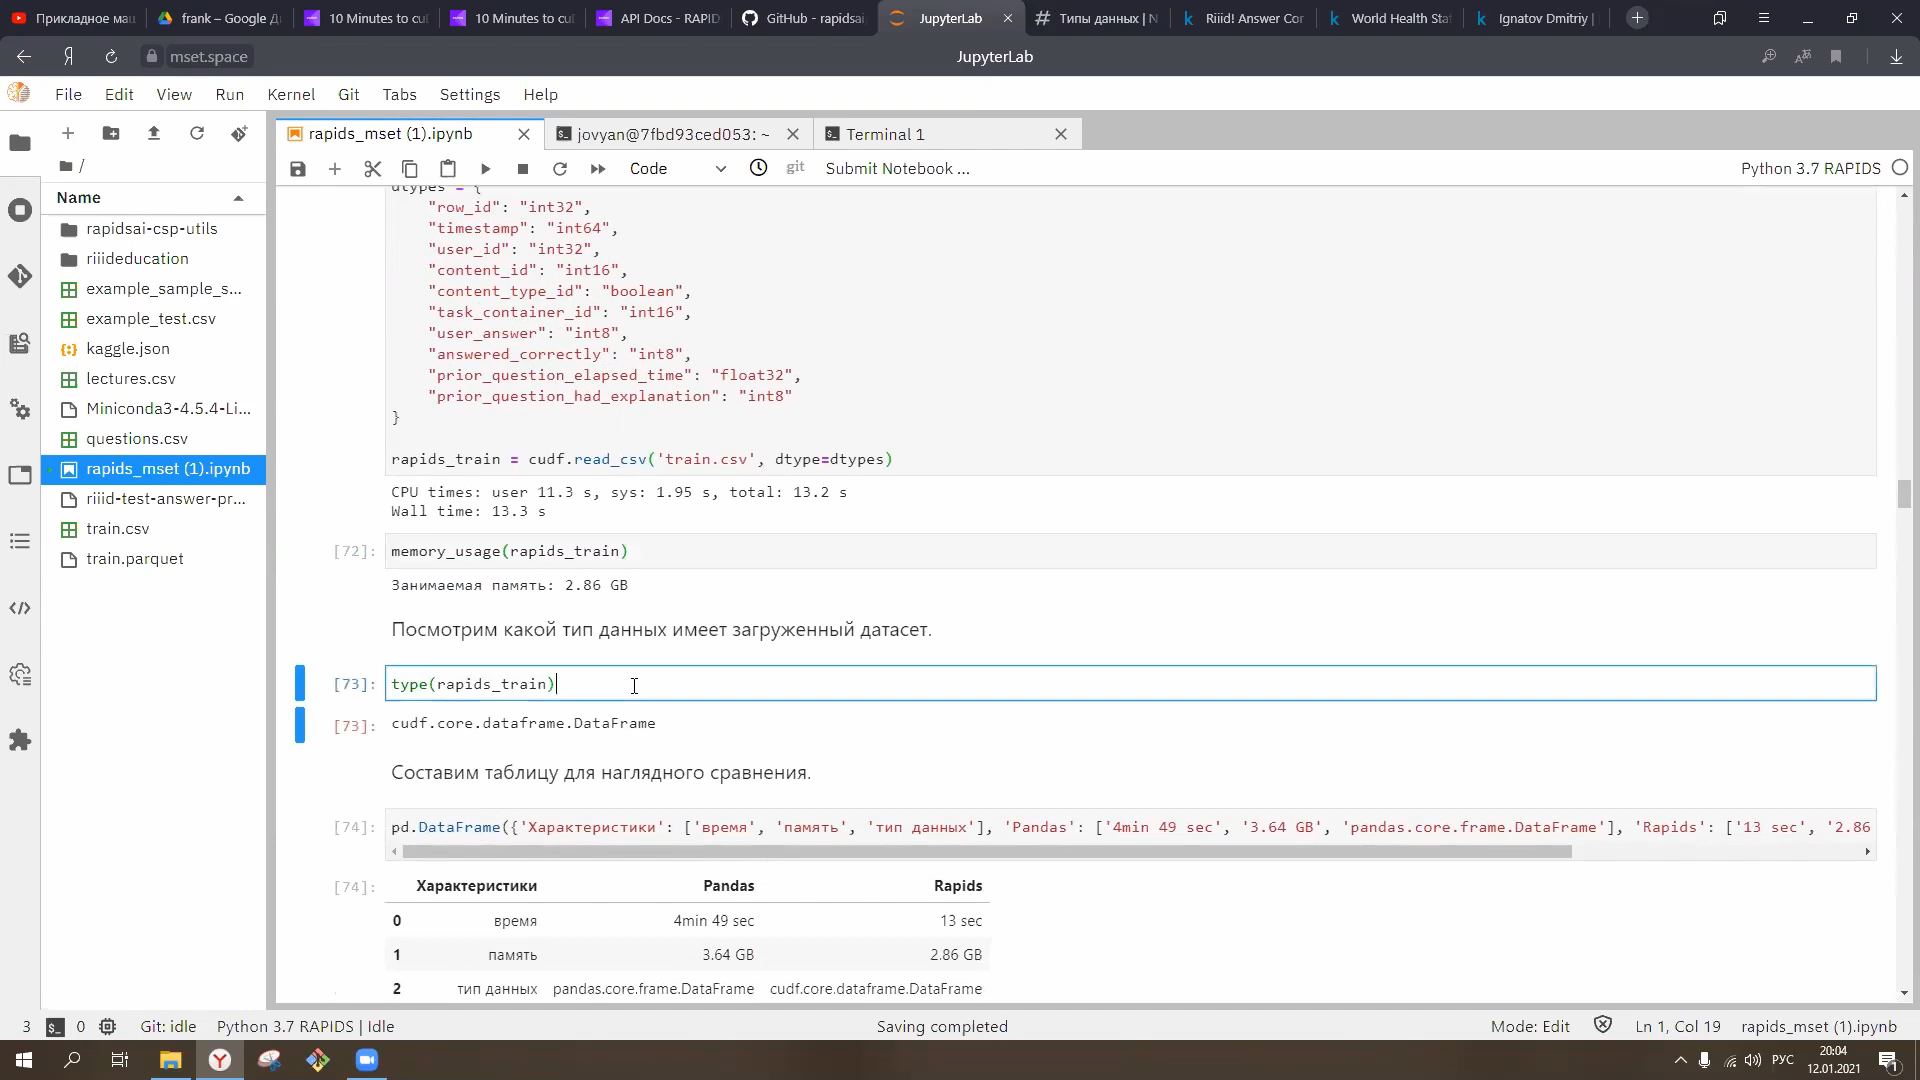 Прикладное маш
frank – Google Д
10 Minutes to cu
10 Minutes to cu
API Docs - RAPID
GitHub - rapidsai
JupyterLab
Типы данных | N
Riiid! Answer Cor
World Health Stat
Ignatov Dmitriy |
mset.space
JupyterLab
File Edit View Run Kernel Git Tabs Settings Help
rapids_mset (1).ipynb
jovyan@7fbd93ced053: ~
Terminal 1
/
Code
git
Submit Notebook ...
Python 3.7 RAPIDS
Name
rapidsai-csp-utils
riiideducation
example_sample_s...
example_test.csv
kaggle.json
lectures.csv
Miniconda3-4.5.4-Li...
questions.csv
rapids_mset (1).ipynb
riiid-test-answer-pr...
train.csv
train.parquet
dtypes = {
"row_id": "int32",
"timestamp": "int64",
"user_id": "int32",
"content_id": "int16",
"content_type_id": "boolean",
"task_container_id": "int16",
"user_answer": "int8",
"answered_correctly": "int8",
"prior_question_elapsed_time": "float32",
"prior_question_had_explanation": "int8"
}
rapids_train = cudf.read_csv('train.csv', dtype=dtypes)
CPU times: user 11.3 s, sys: 1.95 s, total: 13.2 s
Wall time: 13.3 s
[72]: memory_usage(rapids_train)
Занимаемая память: 2.86 GB
Посмотрим какой тип данных имеет загруженный датасет.
[73]: type(rapids_train)
[73]: cudf.core.dataframe.DataFrame
Составим таблицу для наглядного сравнения.
[74]: pd.DataFrame({'Характеристики': ['время', 'память', 'тип данных'], 'Pandas': ['4min 49 sec', '3.64 GB', 'pandas.core.frame.DataFrame'], 'Rapids': ['13 sec', '2.86
[74]: Характеристики Pandas Rapids
0 время 4min 49 sec 13 sec
1 память 3.64 GB 2.86 GB
2 тип данных pandas.core.frame.DataFrame cudf.core.dataframe.DataFrame
3 0 Git: idle Python 3.7 RAPIDS | Idle
Saving completed
Mode: Edit Ln 1, Col 19 rapids_mset (1).ipynb
РУС
20:04
12.01.2021
1